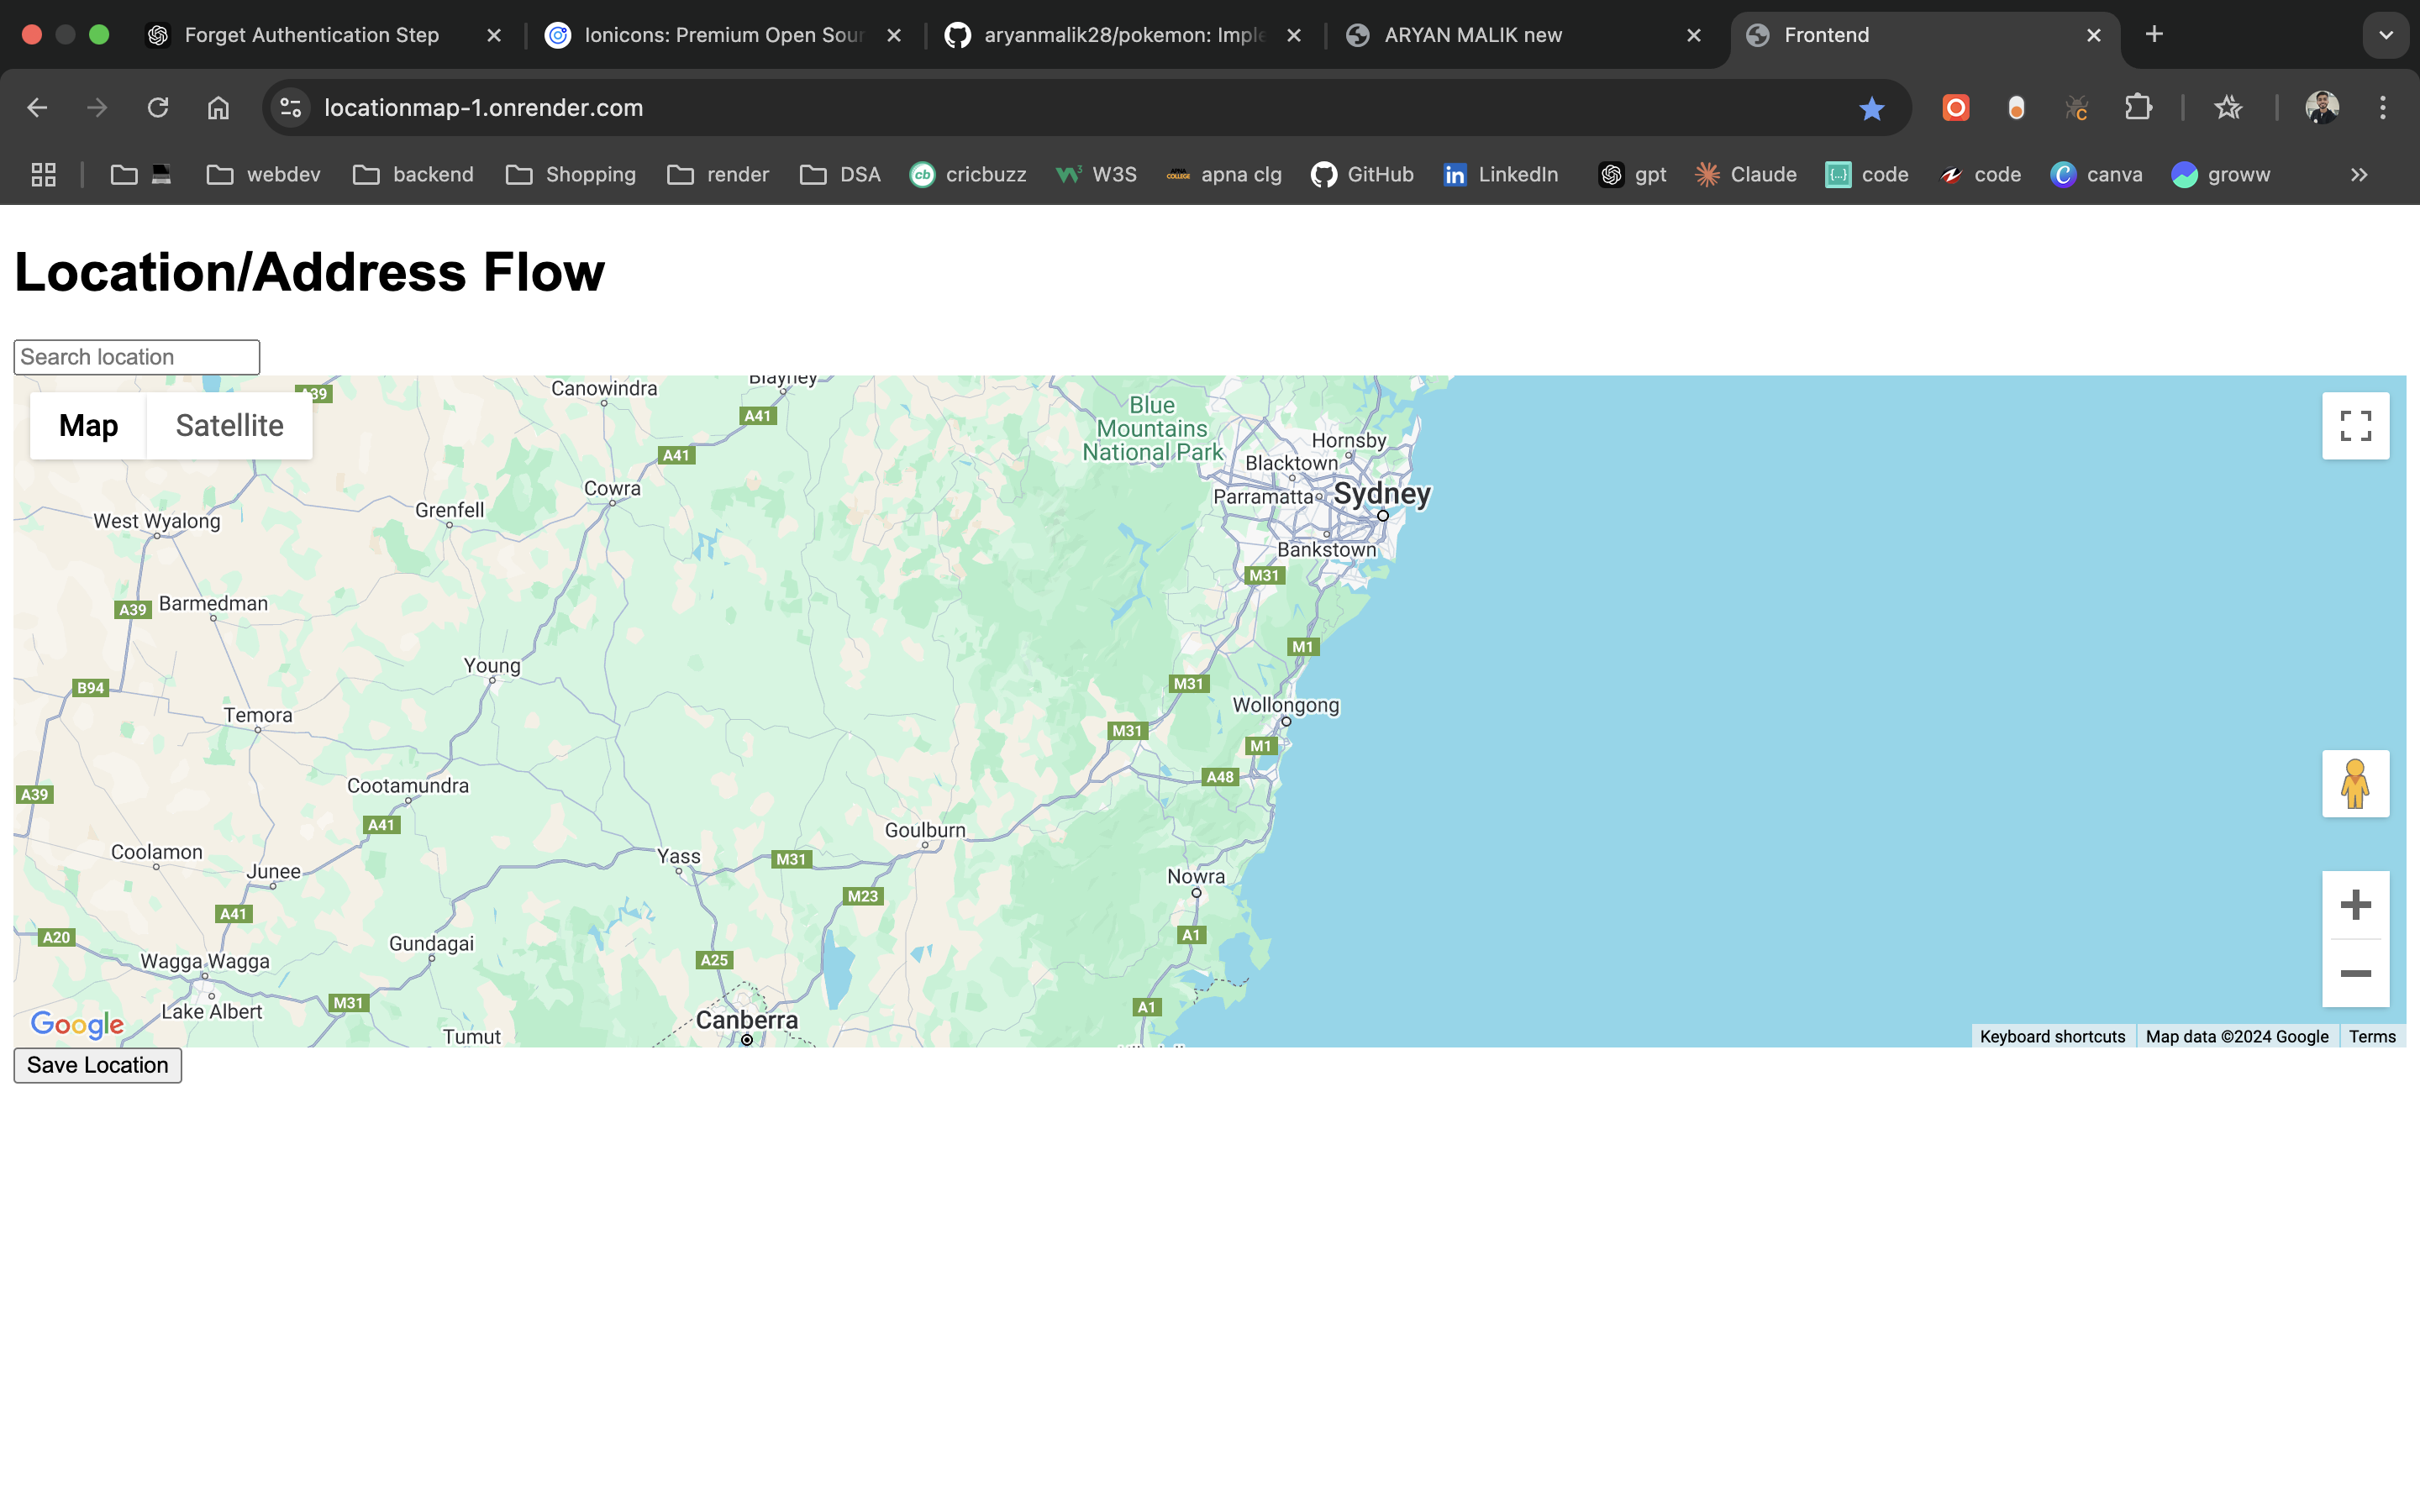 Forget Authentication Step
Ionicons: Premium Open Sour
aryanmalik28/pokemon: Imple
ARYAN MALIK new
Frontend
locationmap-1.onrender.com
webdev
backend
Shopping
render
DSA
cb
cricbuzz
W3
W3S
APNA COLLEGE
apna clg
GitHub
in
LinkedIn
gpt
Claude
{...}
code
code
C
canva
groww
Location/Address Flow
Search location
Map
Satellite
A39
Canowindra
Blayney
A41
Blue
Mountains
National Park
Hornsby
A41
Blacktown
Cowra
Parramatta
Sydney
Grenfell
West Wyalong
Bankstown
M31
A39
Barmedman
M1
Young
M31
B94
Wollongong
Temora
M31
M1
A48
Cootamundra
A39
A41
Goulburn
Coolamon
Yass
M31
Junee
Nowra
M23
A41
A1
A20
Gundagai
A25
Wagga Wagga
M31
A1
Lake Albert
Canberra
Google
Tumut
Keyboard shortcuts
Map data ©2024 Google
Terms
Save Location